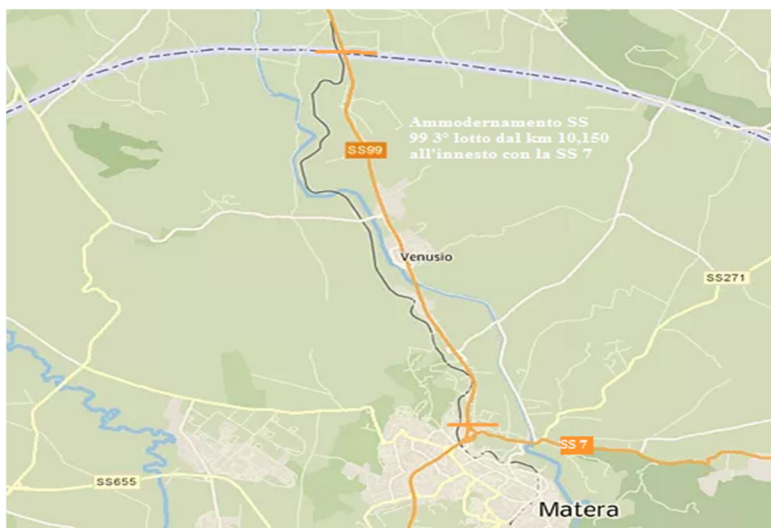 Ammodernamento SS
99 3° lotto dal km 10,150
all'innesto con la SS 7
SS99
Venusio
SS271
SS 7
SS655
Matera